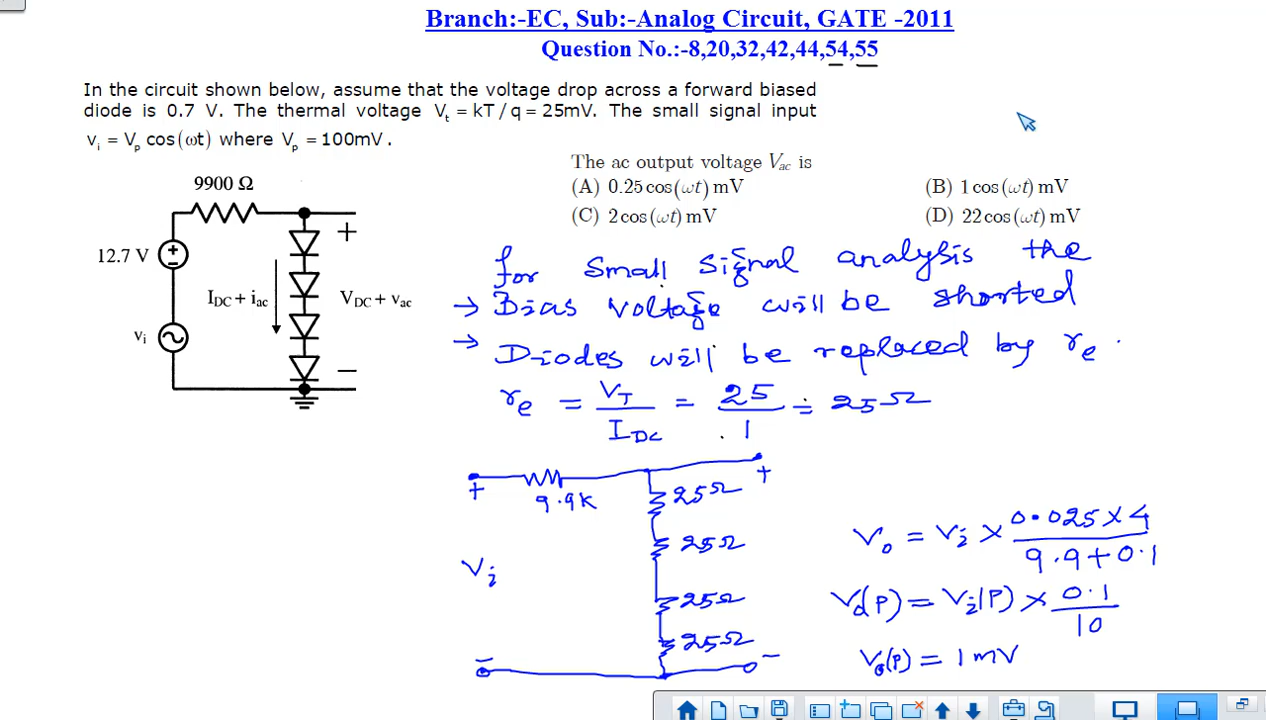 Branch:-EC, Sub:-Analog Circuit, GATE -2011
Question No.:-8,20,32,42,44,54,55
In the circuit shown below, assume that the voltage drop across a forward biased
diode is 0.7 V. The thermal voltage Vt = kT / q = 25mV. The small signal input
vi = Vp cos(ωt) where Vp = 100mV.
The ac output voltage Vac is
(A) 0.25 cos(ωt) mV
(B) 1 cos(ωt) mV
(C) 2 cos(ωt) mV
(D) 22 cos(ωt) mV
9900 Ω
+
12.7 V
+
−
IDC + iac
VDC + vac
vi
−
for small signal analysis the
→ Bias voltage will be shorted
→ Diodes will be replaced by re.
re = VT / IDC = 25 / 1 = 25Ω
+
9.9K
25Ω
+
25Ω
Vi
25Ω
25Ω
−
−
Vo = Vi × 0.025×4 / 9.9+0.1
Vo(P) = Vi(P) × 0.1 / 10
Vo(P) = 1mV